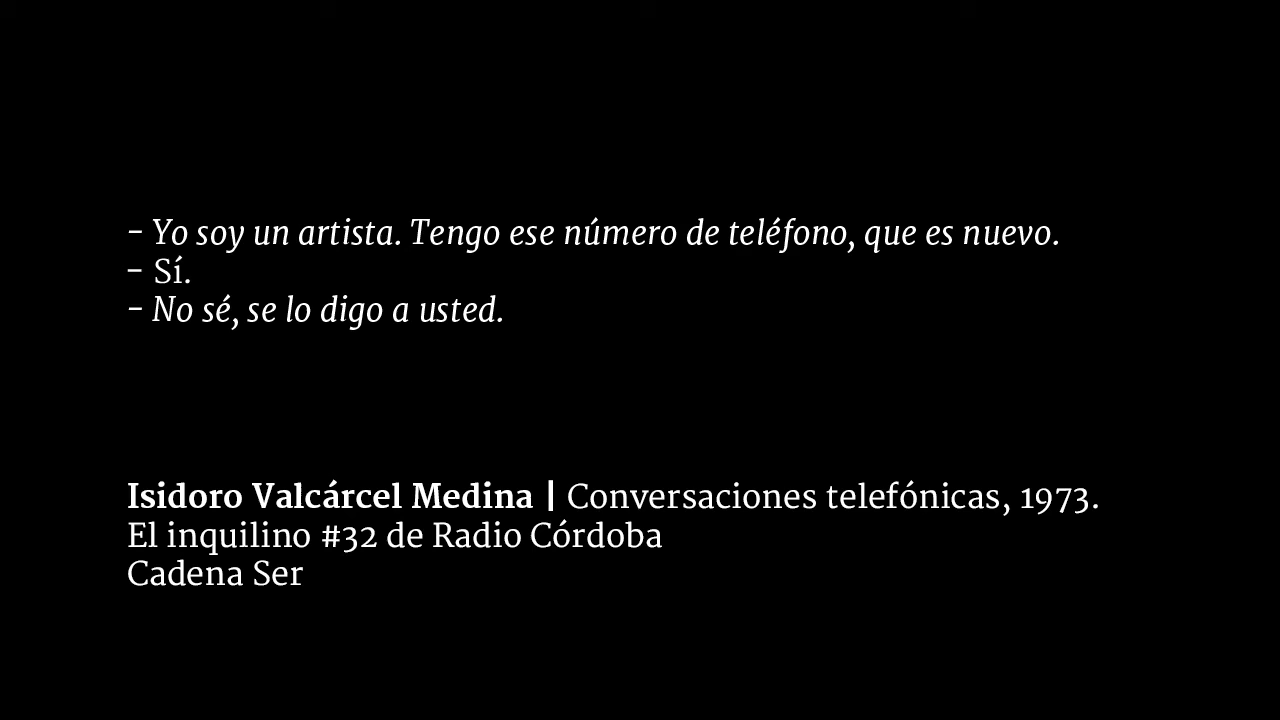 - Yo soy un artista. Tengo ese número de teléfono, que es nuevo.
- Sí.
- No sé, se lo digo a usted.
Isidoro Valcárcel Medina | Conversaciones telefónicas, 1973.
El inquilino #32 de Radio Córdoba
Cadena Ser